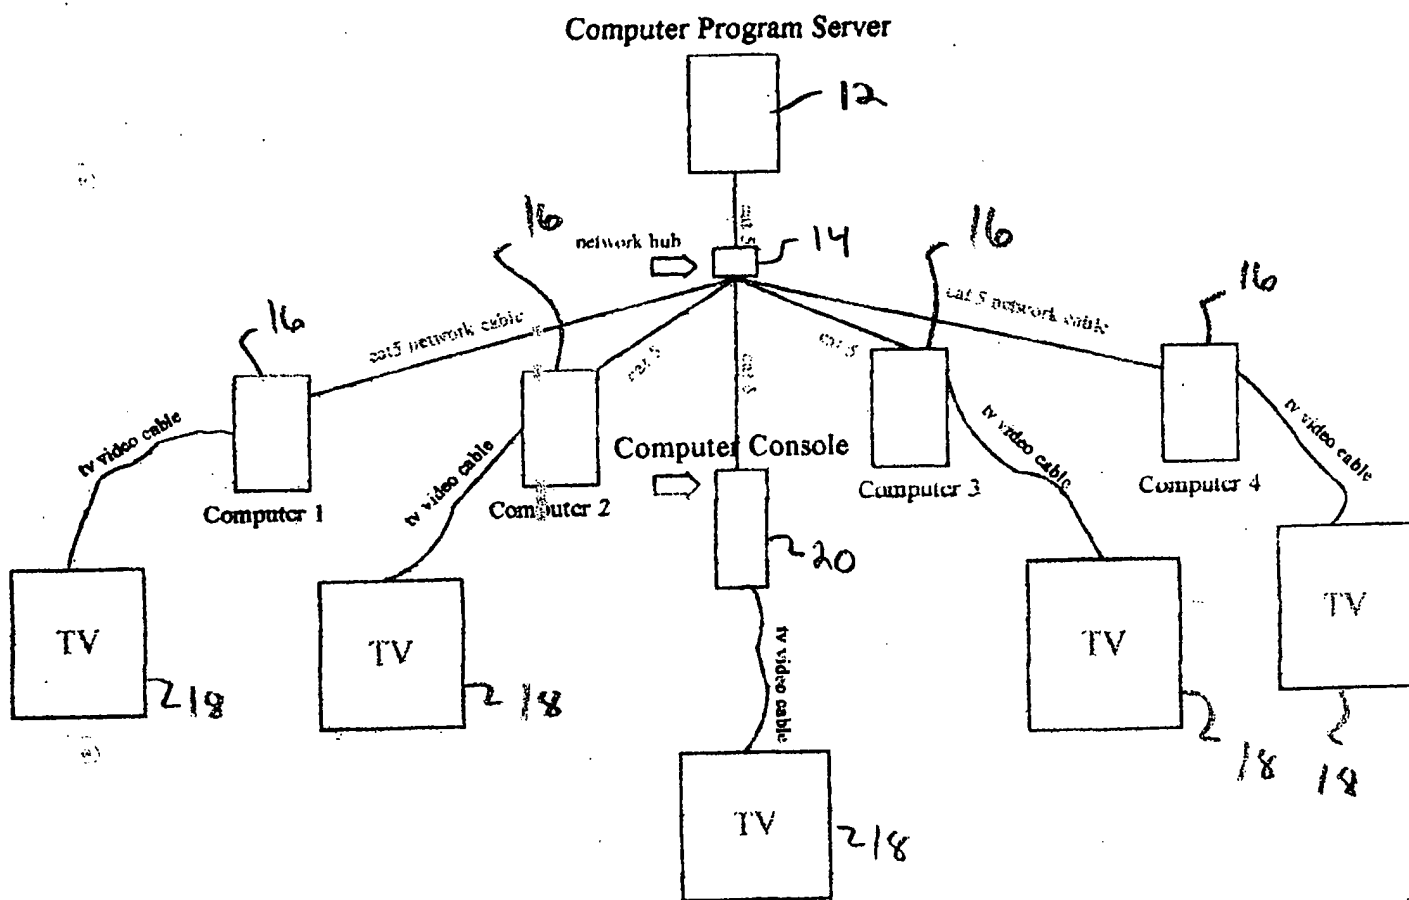 Computer Program Server
12
cat 5
network hub
14
16
16
16
16
cat5 network cable
cat 5
cat 5
cat 5
cat 5 network cable
tv video cable
Computer 1
tv video cable
Computer 2
Computer Console
20
tv video cable
Computer 3
tv video cable
Computer 4
tv video cable
TV
18
TV
18
TV
18
TV
18
TV
18